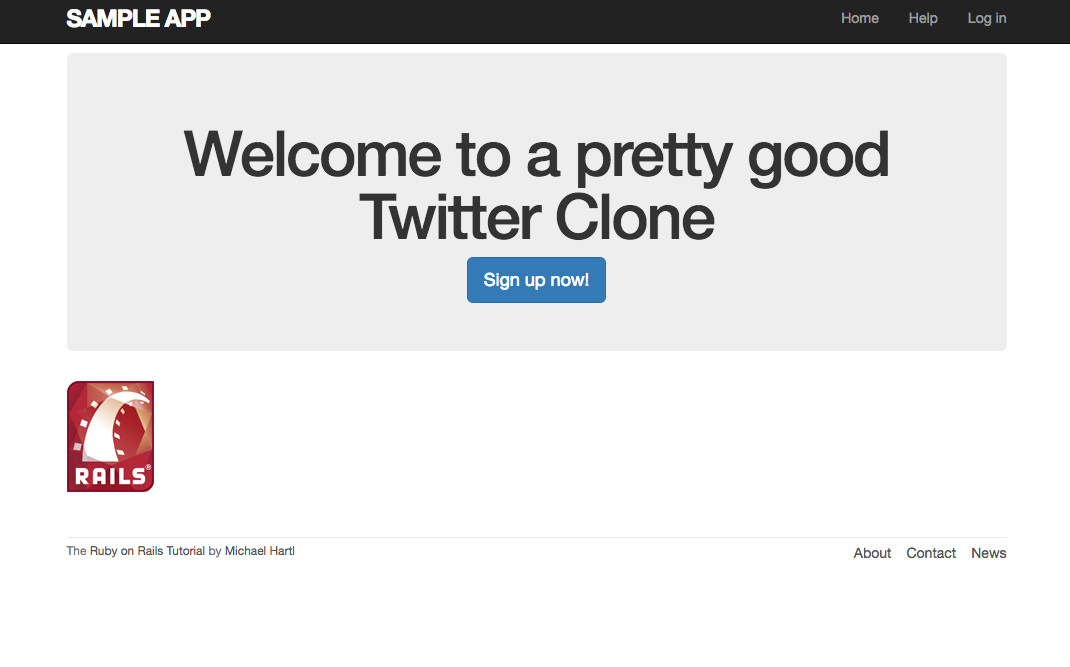 SAMPLE APP
Home Help Log in
Welcome to a pretty good
Twitter Clone
Sign up now!
RAILS®
The Ruby on Rails Tutorial by Michael Hartl
About Contact News